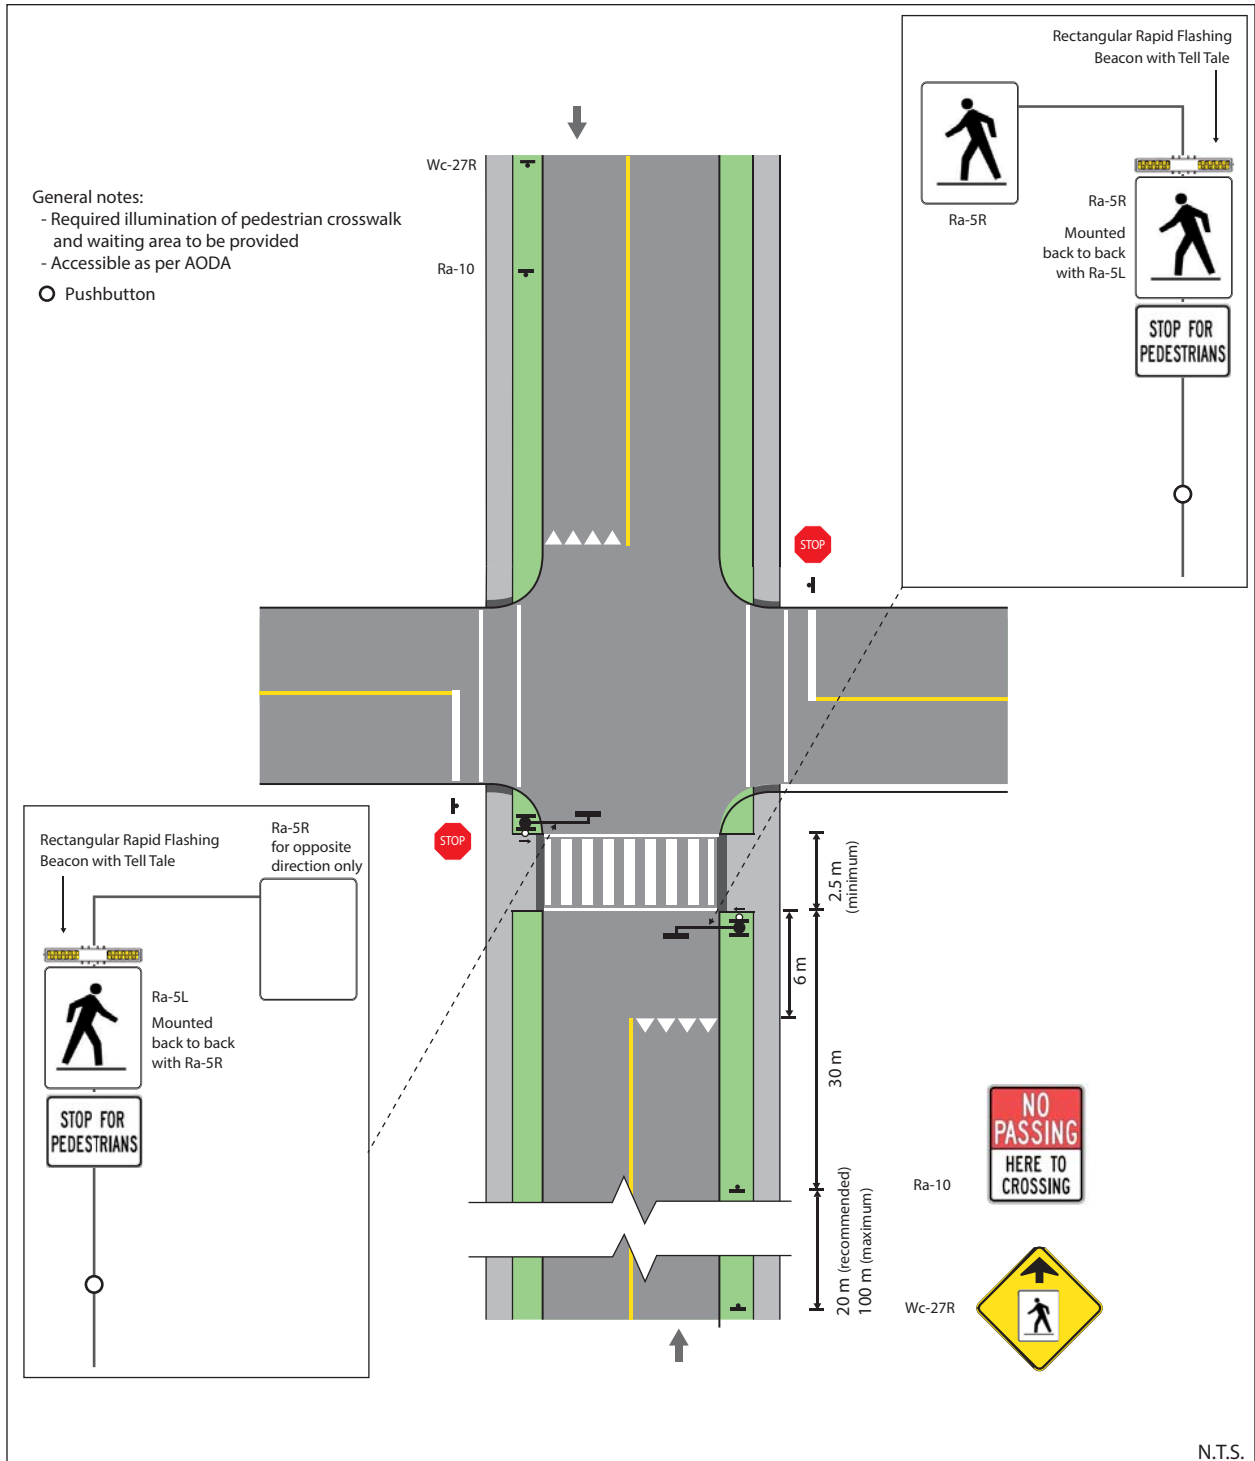 Rectangular Rapid Flashing
Beacon with Tell Tale
Ra-5R
Ra-5R
Mounted
back to back
with Ra-5L
STOP FOR
PEDESTRIANS
Wc-27R
General notes:
- Required illumination of pedestrian crosswalk
and waiting area to be provided
- Accessible as per AODA
Pushbutton
Ra-10
STOP
STOP
Rectangular Rapid Flashing
Beacon with Tell Tale
Ra-5R
for opposite
direction only
Ra-5L
Mounted
back to back
with Ra-5R
STOP FOR
PEDESTRIANS
2.5 m
(minimum)
6 m
30 m
20 m (recommended)
100 m (maximum)
NO
PASSING
HERE TO
CROSSING
Ra-10
Wc-27R
N.T.S.